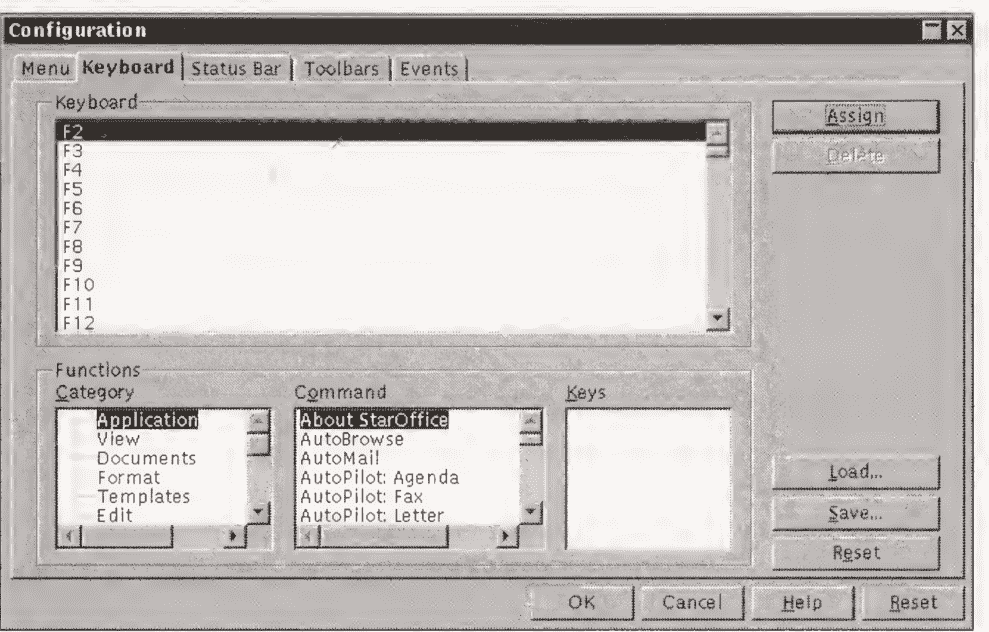 Configuration
Menu Keyboard Status Bar Toolbars Events
Keyboard
F2
F3
F4
F5
F6
F7
F8
F9
F10
F11
F12
Assign
Delete
Functions
Category
Application
View
Documents
Format
Templates
Edit
Command
About StarOffice
AutoBrowse
AutoMail
AutoPilot: Agenda
AutoPilot: Fax
AutoPilot: Letter
Keys
Load...
Save...
Reset
OK Cancel Help Reset